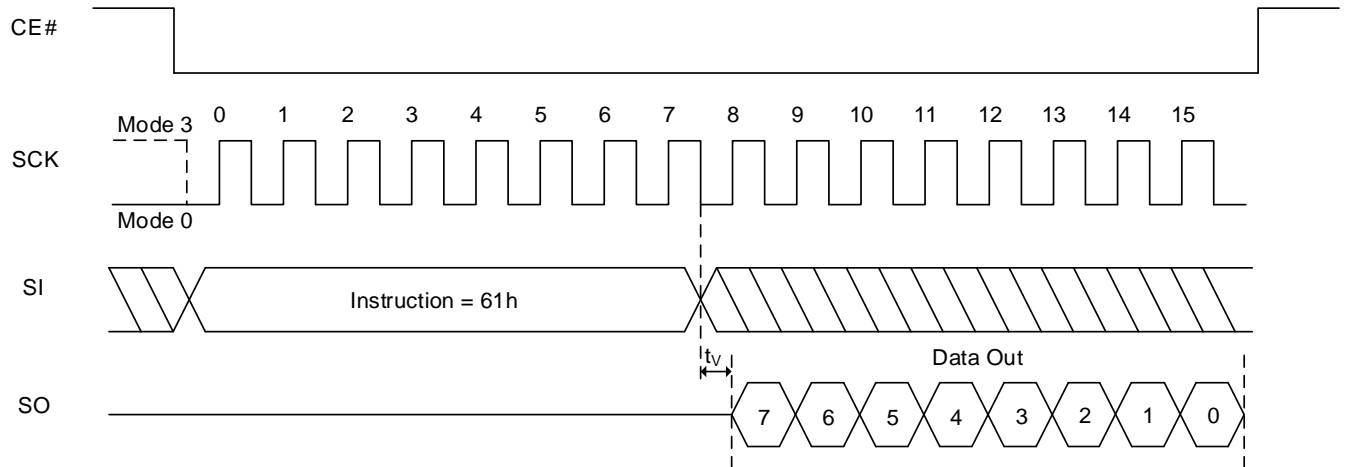 CE#
0 1 2 3 4 5 6 7 8 9 10 11 12 13 14 15
Mode 3
SCK
Mode 0
SI
Instruction = 61h
tV
Data Out
SO
7 6 5 4 3 2 1 0